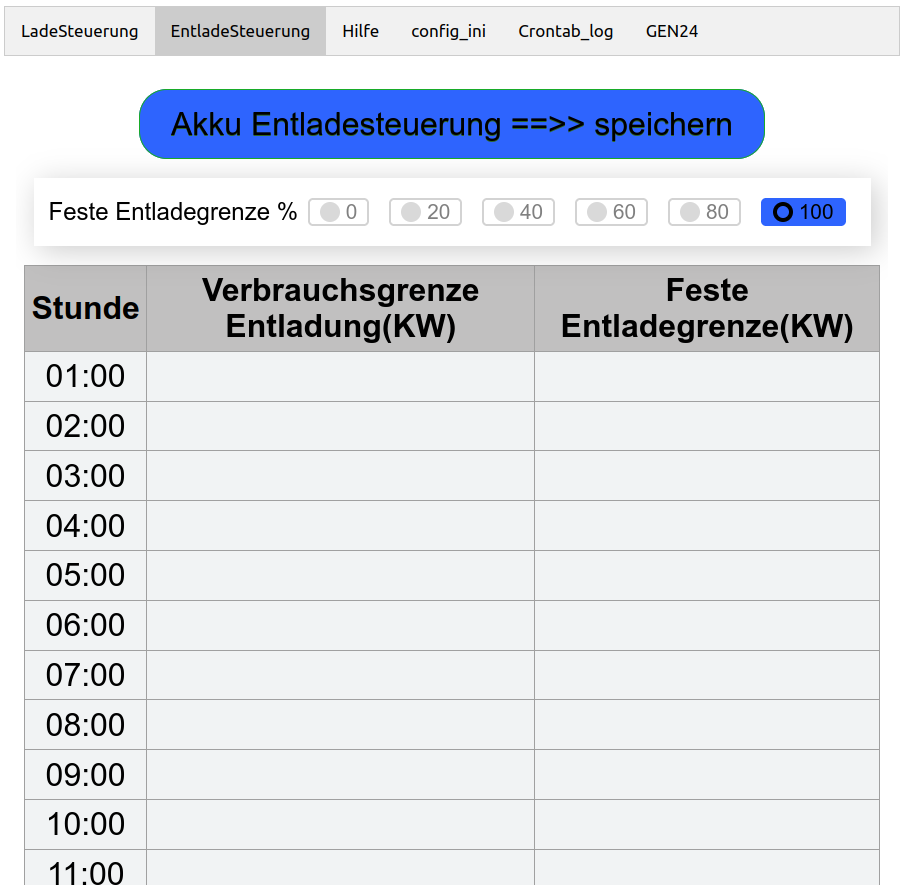 LadeSteuerung EntladeSteuerung Hilfe config_ini Crontab_log GEN24
Akku Entladesteuerung ==>> speichern
Feste Entladegrenze % 0 20 40 60 80 100
Stunde Verbrauchsgrenze Entladung(KW) Feste Entladegrenze(KW)
01:00
02:00
03:00
04:00
05:00
06:00
07:00
08:00
09:00
10:00
11:00